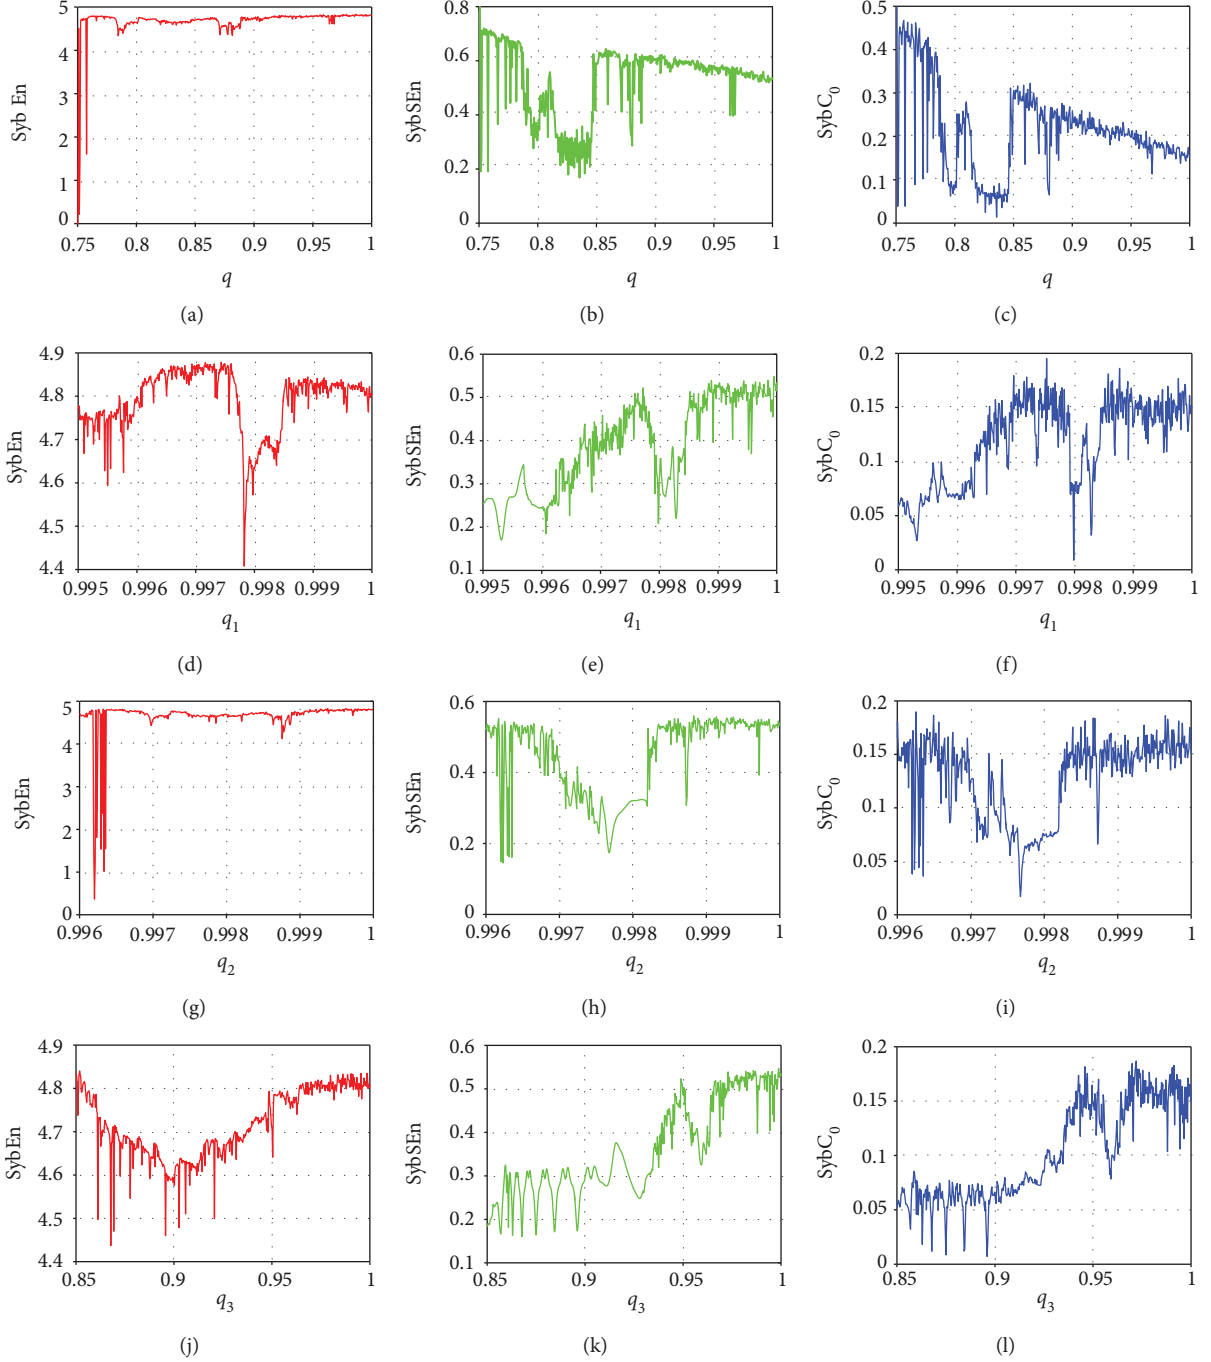 5
4
3
2
1
0
Syb En
0.75 0.8 0.85 0.9 0.95 1
q
(a)
0.8
0.6
0.4
0.2
0
SybSEn
0.75 0.8 0.85 0.9 0.95 1
q
(b)
0.5
0.4
0.3
0.2
0.1
0
SybC0
0.75 0.8 0.85 0.9 0.95 1
q
(c)
4.9
4.8
4.7
4.6
4.5
4.4
SybEn
0.995 0.996 0.997 0.998 0.999 1
q1
(d)
0.6
0.5
0.4
0.3
0.2
0.1
SybSEn
0.995 0.996 0.997 0.998 0.999 1
q1
(e)
0.2
0.15
0.1
0.05
0
SybC0
0.995 0.996 0.997 0.998 0.999 1
q1
(f)
5
4
3
2
1
0
SybEn
0.996 0.997 0.998 0.999 1
q2
(g)
0.6
0.4
0.2
0
SybSEn
0.996 0.997 0.998 0.999 1
q2
(h)
0.2
0.15
0.1
0.05
0
SybC0
0.996 0.997 0.998 0.999 1
q2
(i)
4.9
4.8
4.7
4.6
4.5
4.4
SybEn
0.85 0.9 0.95 1
q3
(j)
0.6
0.5
0.4
0.3
0.2
0.1
SybSEn
0.85 0.9 0.95 1
q3
(k)
0.2
0.15
0.1
0.05
0
SybC0
0.85 0.9 0.95 1
q3
(l)